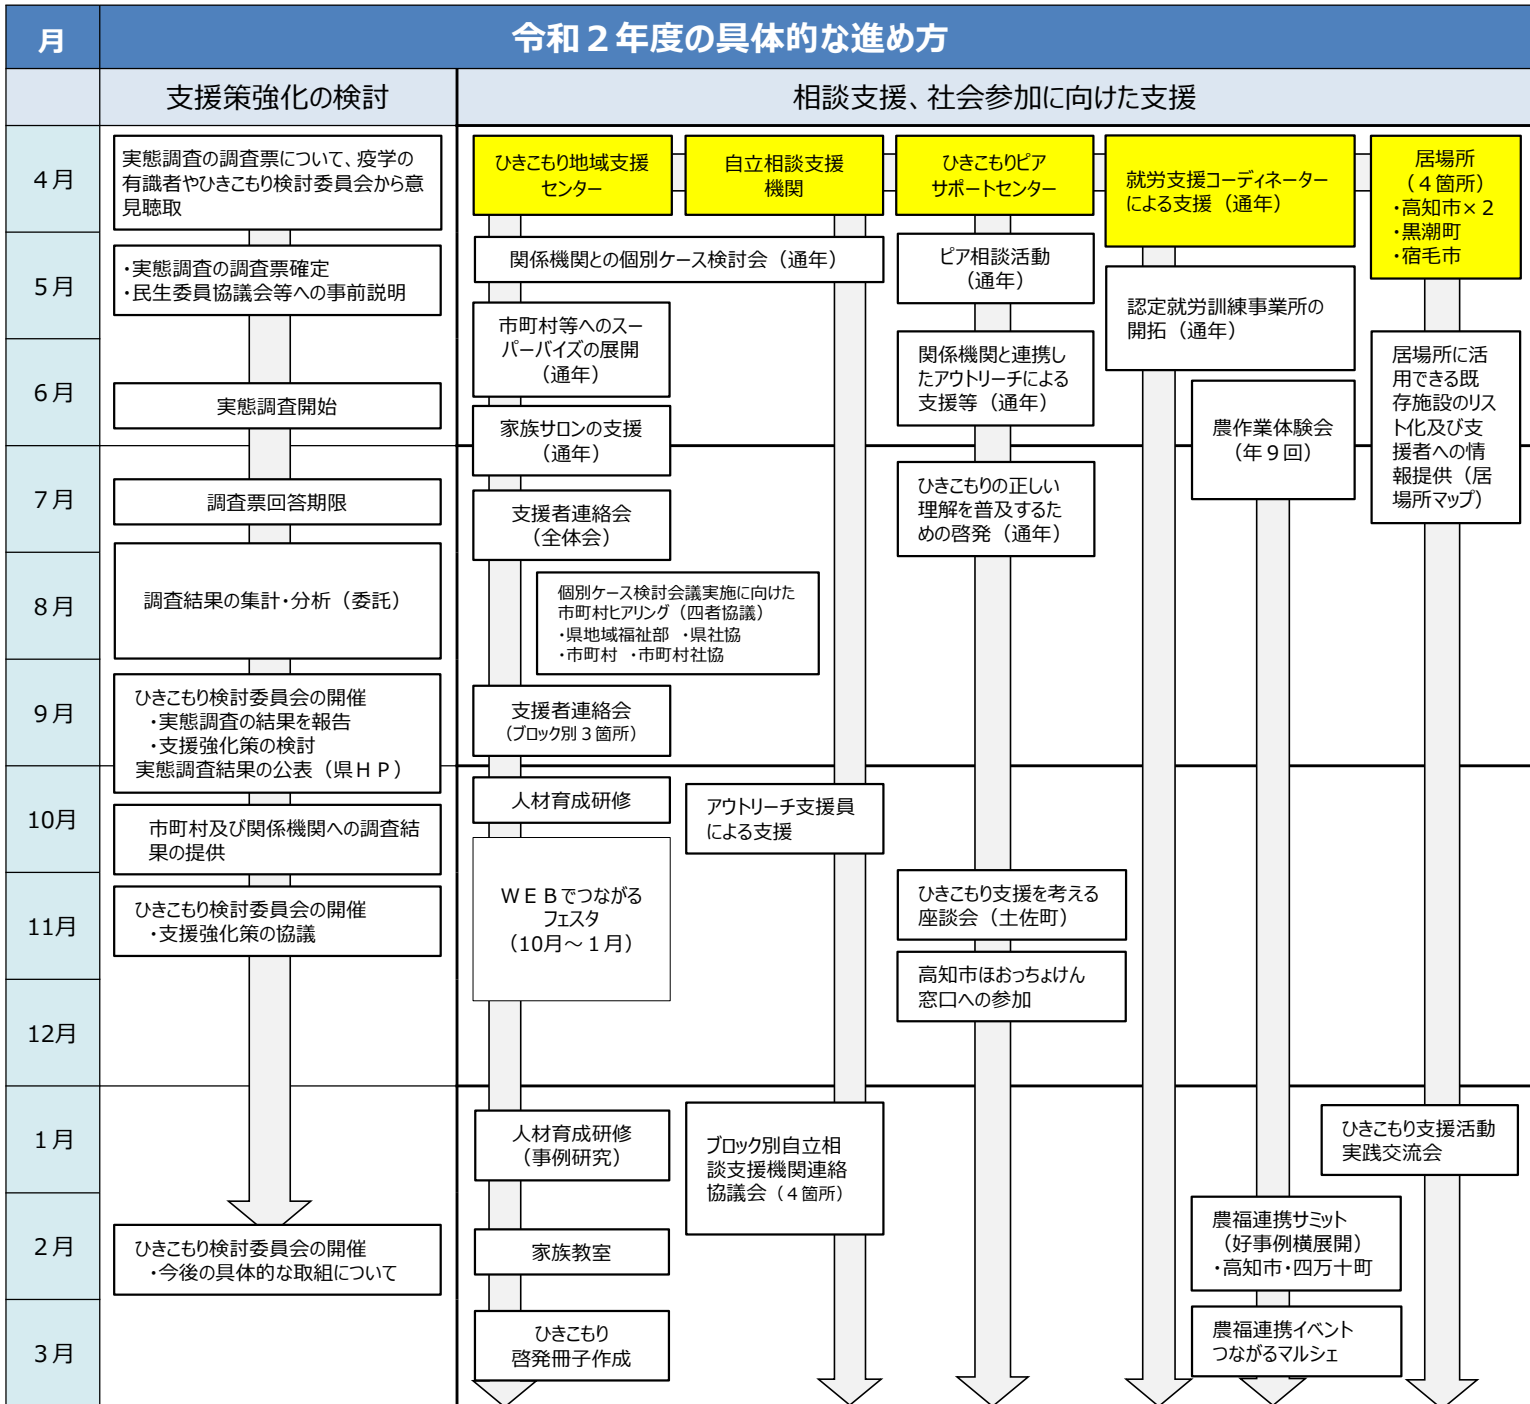 月
令和２年度の具体的な進め方
支援策強化の検討
相談支援、社会参加に向けた支援
４月
実態調査の調査票について、疫学の
有識者やひきこもり検討委員会から意
見聴取
ひきこもり地域支援
センター
自立相談支援
機関
ひきこもりピア
サポートセンター
就労支援コーディネーター
による支援（通年）
居場所
（４箇所）
・高知市×２
・黒潮町
・宿毛市
５月
・実態調査の調査票確定
・民生委員協議会等への事前説明
関係機関との個別ケース検討会（通年）
ピア相談活動
（通年）
認定就労訓練事業所の
開拓（通年）
市町村等へのスー
パーバイズの展開
（通年）
関係機関と連携し
たアウトリーチによる
支援等（通年）
居場所に活
用できる既
存施設のリス
ト化及び支
援者への情
報提供（居
場所マップ）
６月
実態調査開始
家族サロンの支援
（通年）
農作業体験会
（年９回）
７月
調査票回答期限
支援者連絡会
（全体会）
ひきこもりの正しい
理解を普及するた
めの啓発（通年）
８月
調査結果の集計・分析（委託）
個別ケース検討会議実施に向けた
市町村ヒアリング（四者協議）
・県地域福祉部　・県社協
・市町村　・市町村社協
９月
ひきこもり検討委員会の開催
・実態調査の結果を報告
・支援強化策の検討
実態調査結果の公表（県ＨＰ）
支援者連絡会
（ブロック別３箇所）
10月
市町村及び関係機関への調査結
果の提供
人材育成研修
アウトリーチ支援員
による支援
ＷＥＢでつながる
フェスタ
（10月～１月）
11月
ひきこもり検討委員会の開催
・支援強化策の協議
ひきこもり支援を考える
座談会（土佐町）
高知市ほおっちょけん
窓口への参加
12月
１月
人材育成研修
（事例研究）
ブロック別自立相
談支援機関連絡
協議会（４箇所）
ひきこもり支援活動
実践交流会
２月
ひきこもり検討委員会の開催
・今後の具体的な取組について
家族教室
農福連携サミット
（好事例横展開）
・高知市・四万十町
３月
ひきこもり
啓発冊子作成
農福連携イベント
つながるマルシェ